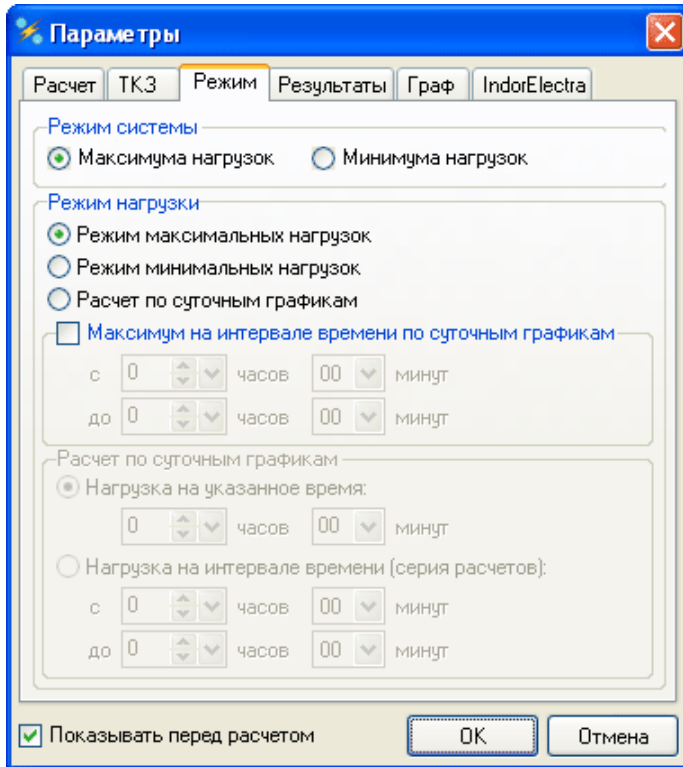 Параметры
Расчет ТКЗ Режим Результаты Граф IndorElectra
Режим системы
Максимума нагрузок Минимума нагрузок
Режим нагрузки
Режим максимальных нагрузок
Режим минимальных нагрузок
Расчет по суточным графикам
Максимум на интервале времени по суточным графикам
с 0 часов 00 минут
до 0 часов 00 минут
Расчет по суточным графикам
Нагрузка на указанное время:
0 часов 00 минут
Нагрузка на интервале времени (серия расчетов):
с 0 часов 00 минут
до 0 часов 00 минут
Показывать перед расчетом OK Отмена